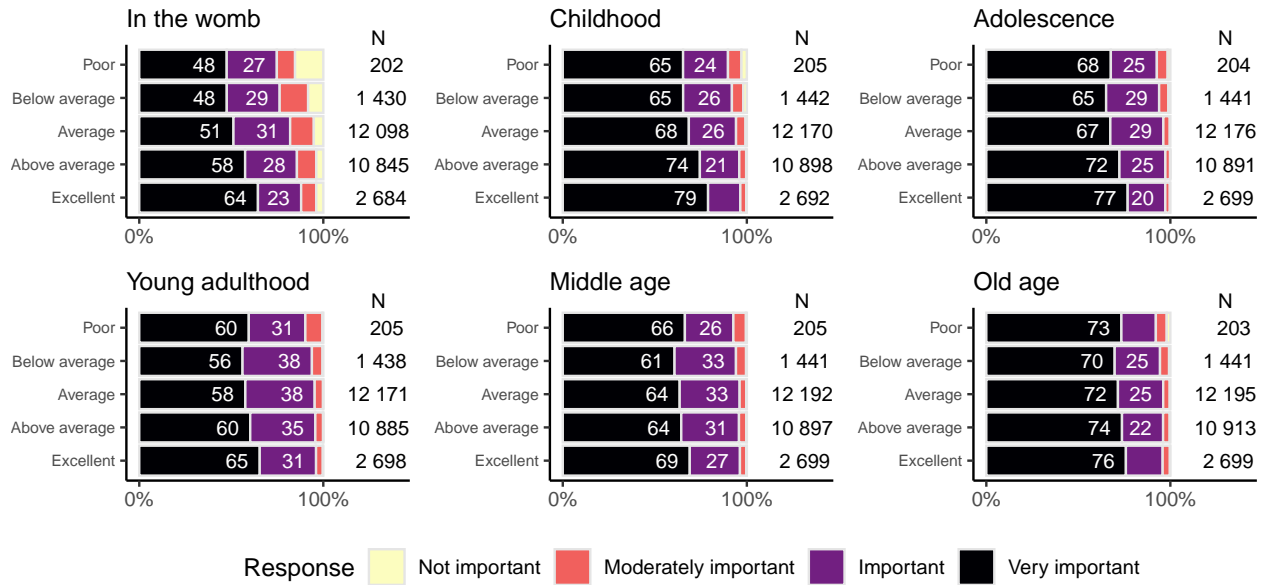 In the womb
N
Poor 48 27 202
Below average 48 29 1 430
Average 51 31 12 098
Above average 58 28 10 845
Excellent 64 23 2 684
0% 100%
Childhood
N
Poor 65 24 205
Below average 65 26 1 442
Average 68 26 12 170
Above average 74 21 10 898
Excellent 79 2 692
0% 100%
Adolescence
N
Poor 68 25 204
Below average 65 29 1 441
Average 67 29 12 176
Above average 72 25 10 891
Excellent 77 20 2 699
0% 100%
Young adulthood
N
Poor 60 31 205
Below average 56 38 1 438
Average 58 38 12 171
Above average 60 35 10 885
Excellent 65 31 2 698
0% 100%
Middle age
N
Poor 66 26 205
Below average 61 33 1 441
Average 64 33 12 192
Above average 64 31 10 897
Excellent 69 27 2 699
0% 100%
Old age
N
Poor 73 203
Below average 70 25 1 441
Average 72 25 12 195
Above average 74 22 10 913
Excellent 76 2 699
0% 100%
Response Not important Moderately important Important Very important